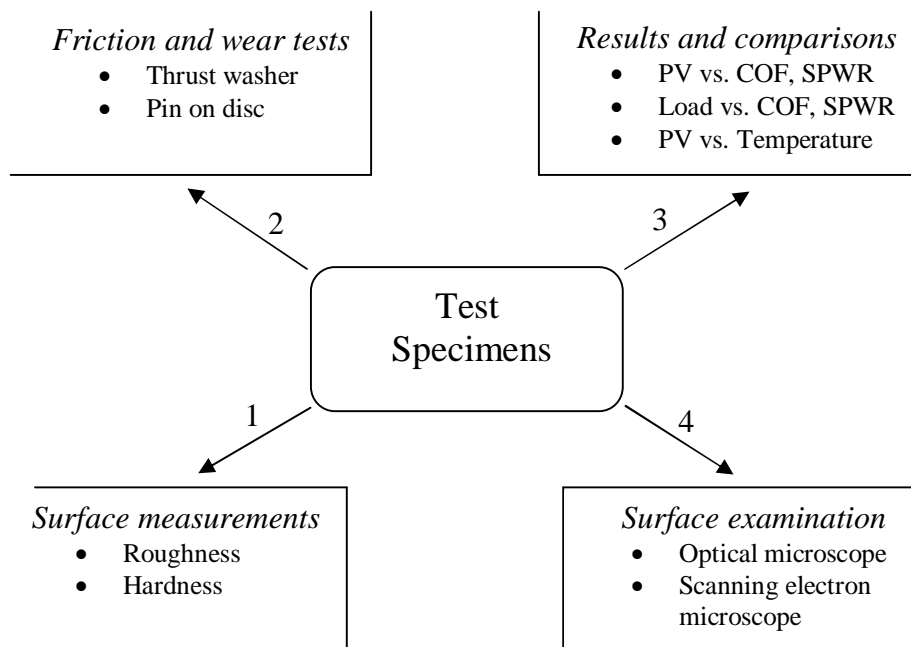 Friction and wear tests
• Thrust washer
• Pin on disc
Results and comparisons
• PV vs. COF, SPWR
• Load vs. COF, SPWR
• PV vs. Temperature
2
3
Test
Specimens
1
4
Surface measurements
• Roughness
• Hardness
Surface examination
• Optical microscope
• Scanning electron
microscope